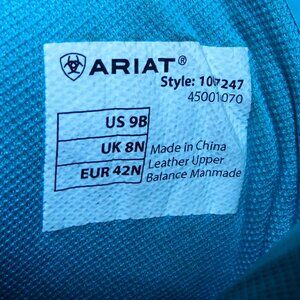 ARIAT®
Style:
45001070
US 9B
UK 8N Made in China
Leather Upper
EUR 42N Balance Manmade